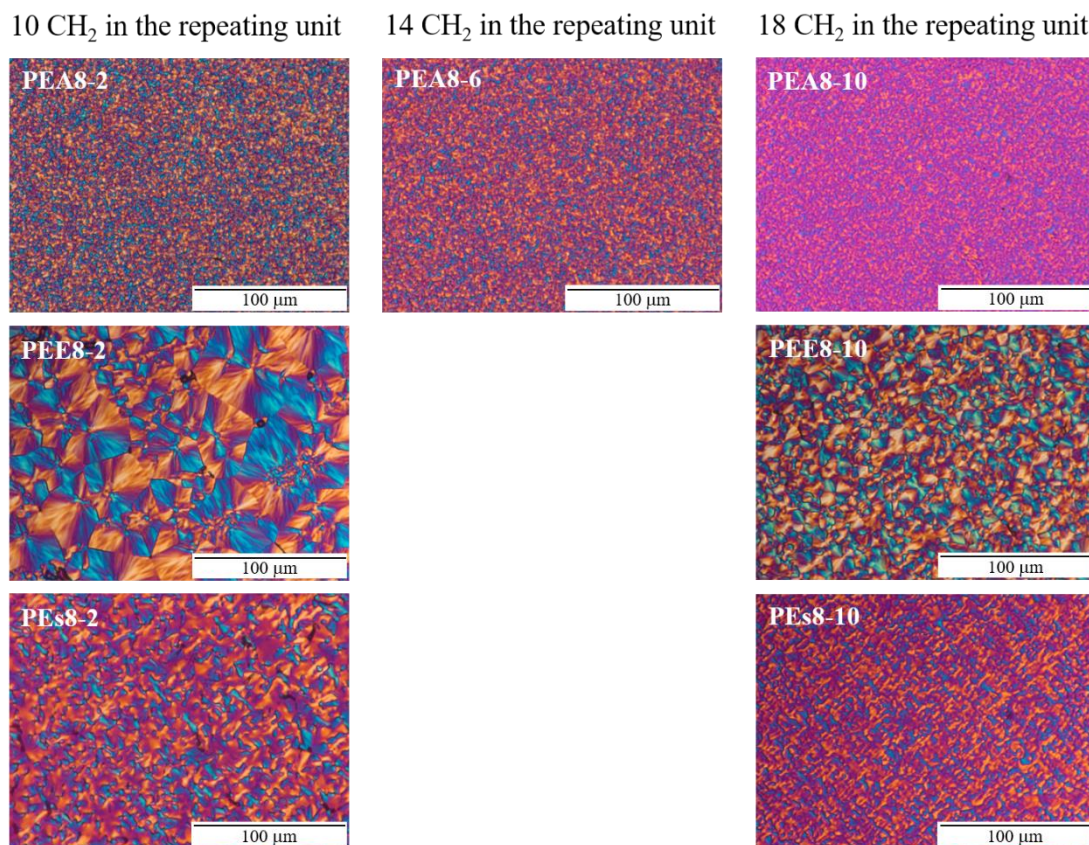 10 CH₂ in the repeating unit
14 CH₂ in the repeating unit
18 CH₂ in the repeating unit
PEA8-2
100 μm
PEA8-6
100 μm
PEA8-10
100 μm
PEE8-2
100 μm
PEE8-10
100 μm
PEs8-2
100 μm
PEs8-10
100 μm